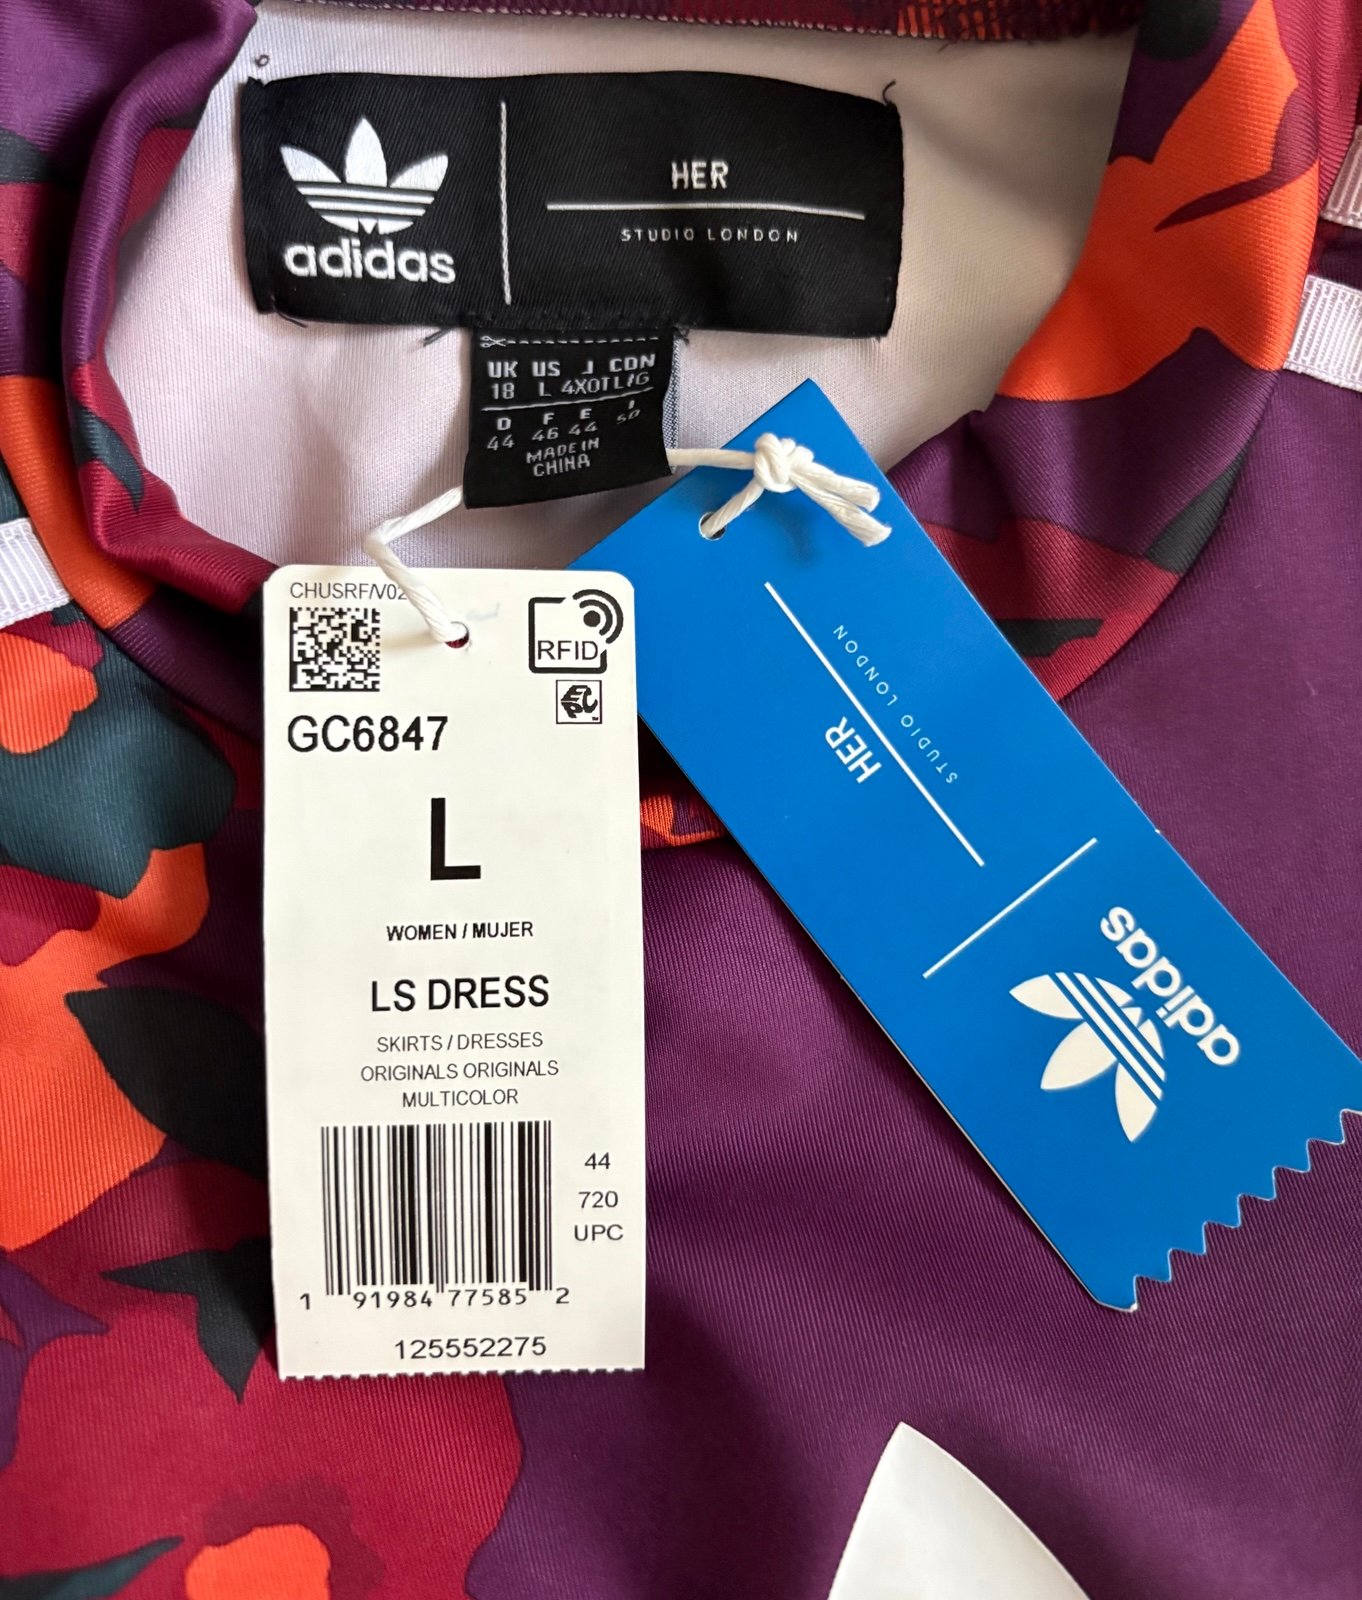 adidas
HER
STUDIO LONDON
UK US J CDN
18 L 4XOT L/G
D F E I
44 46 44 50
MADE IN
CHINA
CHUSRF/V02
RFID
EPC
GC6847
L
WOMEN / MUJER
LS DRESS
SKIRTS / DRESSES
ORIGINALS ORIGINALS
MULTICOLOR
44
720
UPC
1 91984 77585 2
125552275
STUDIO LONDON
HER
adidas